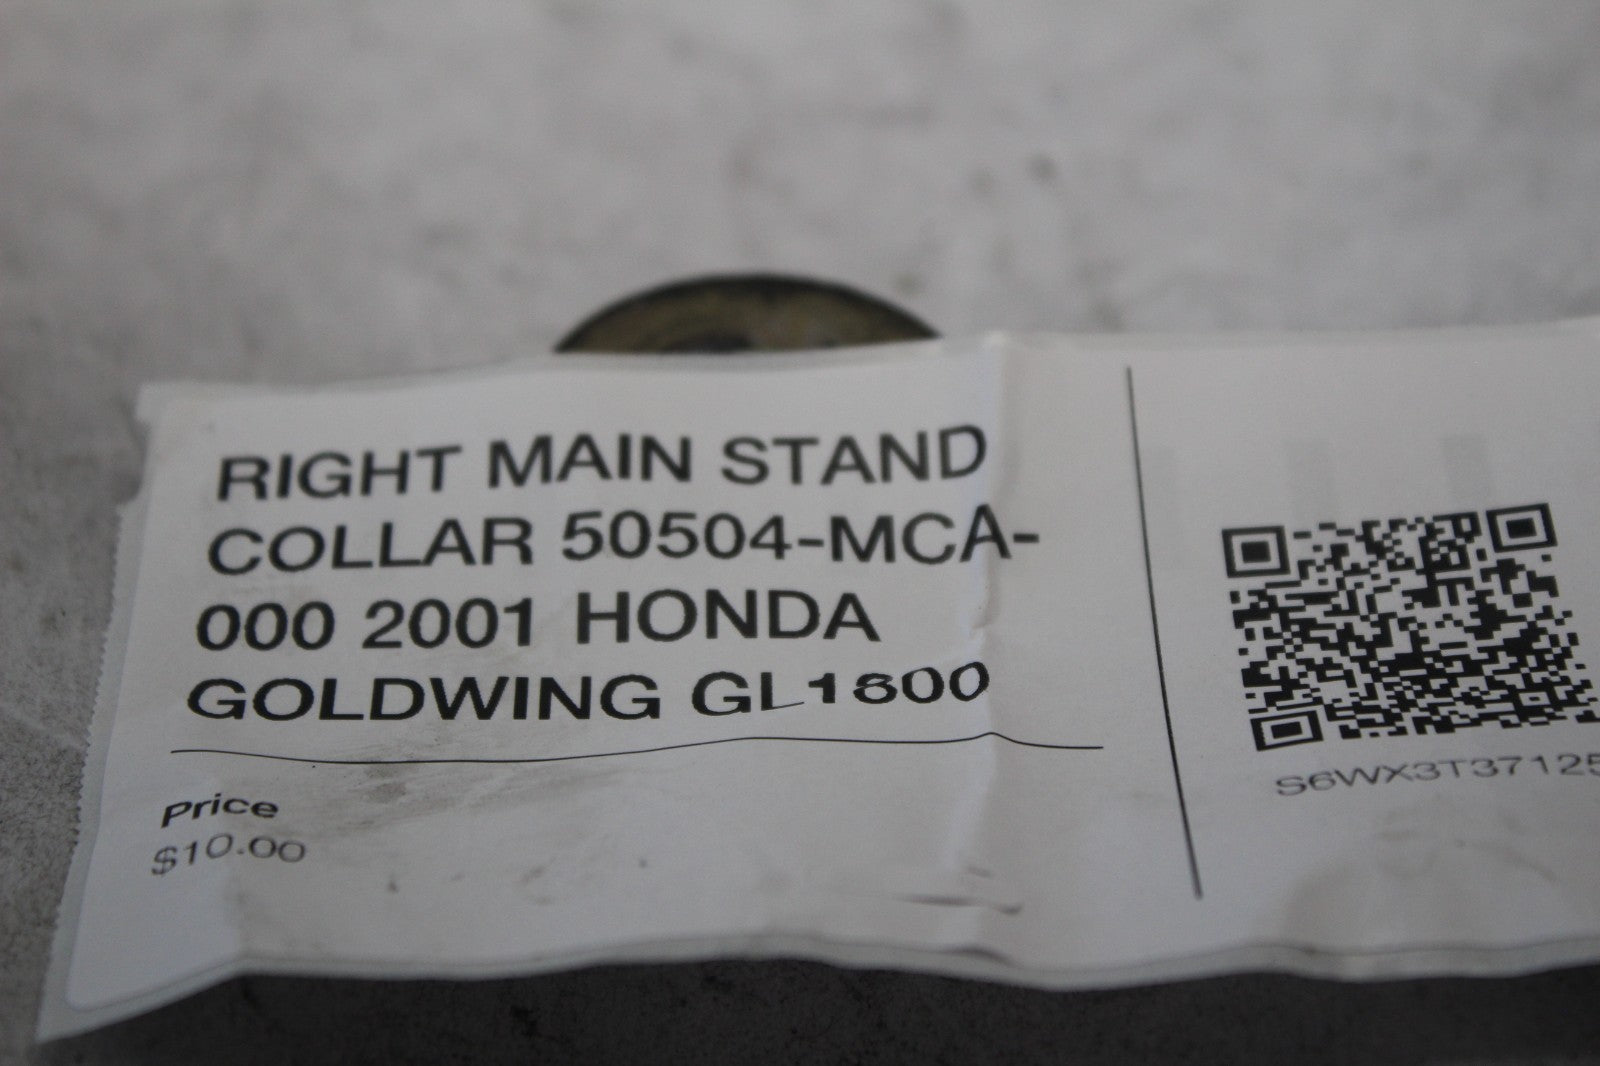 RIGHT MAIN STAND
COLLAR 50504-MCA-
000 2001 HONDA
GOLDWING GL1800
Price
$10.00
S6WX3T37125